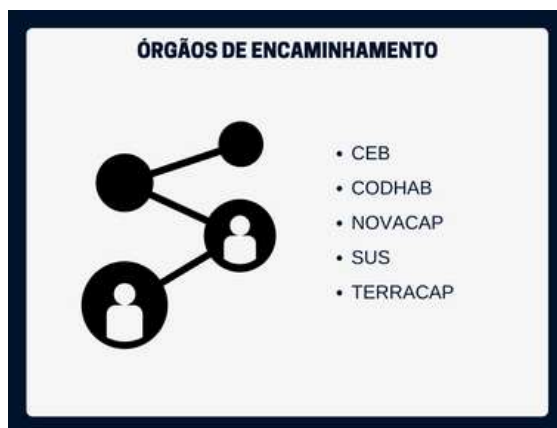 ÓRGÃOS DE ENCAMINHAMENTO
• CEB
• CODHAB
• NOVACAP
• SUS
• TERRACAP